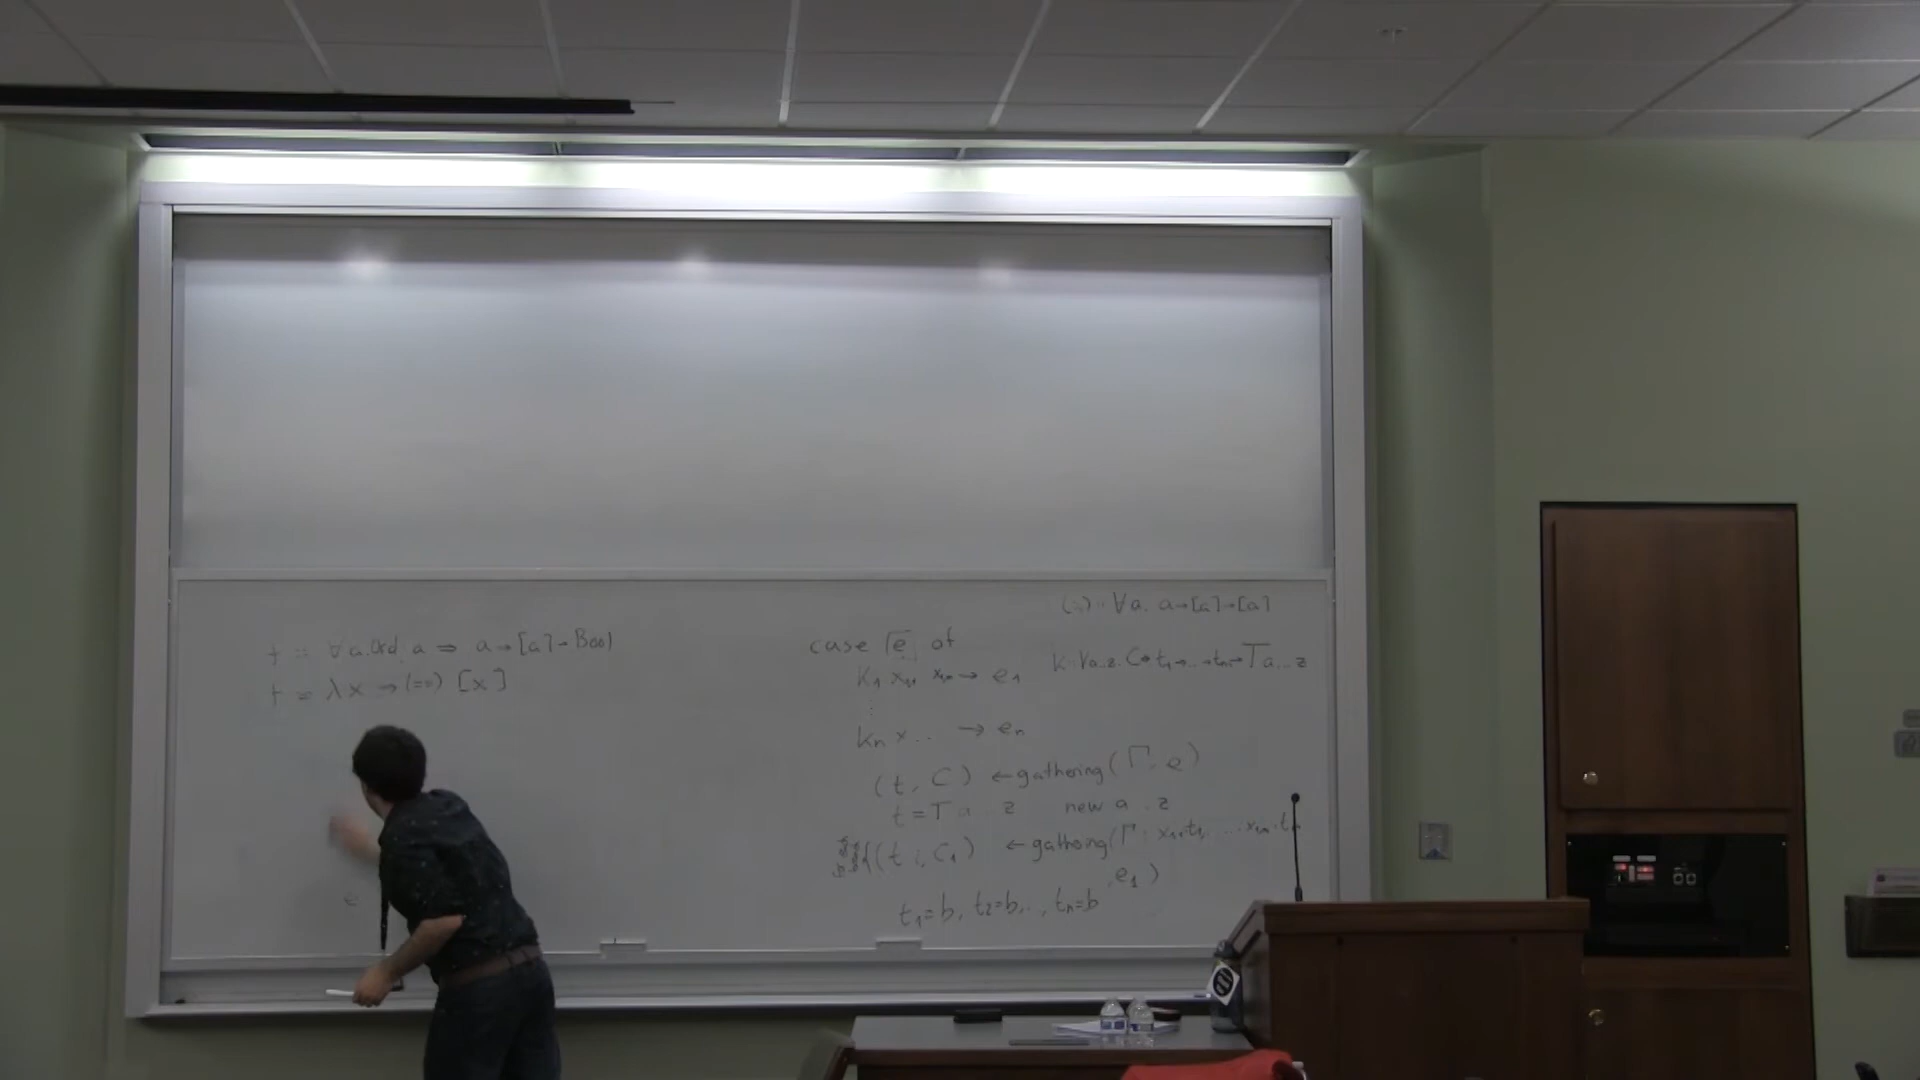 f :: ∀a. Ord a ⇒ a → [a] → Bool
f = λx → (==) [x]
e
(:) :: ∀a. a → [a] → [a]
case e of
K₁ x₁₁ x₁ₙ → e₁
K :: ∀a..z. C ⇒ t₁ → .. → tₙ → T a...z
⋮
Kₙ x .. → eₙ
(t, C) ← gathering(Γ, e)
t = T a .. z new a .. z
(t, C₁) ← gathering(Γ, x₁₁:t₁, ... x₁ₙ:tₙ
, e₁)
t₁=b, t₂=b, .., tₙ=b